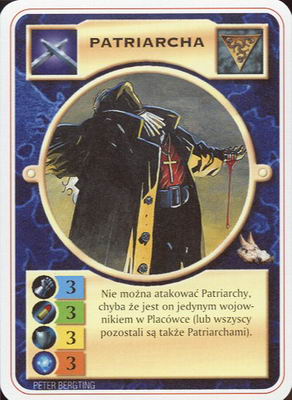 PATRIARCHA
3
3
3
3
Nie można atakować Patriarchy,
chyba że jest on jedynym wojow-
nikiem w Placówce (lub wszyscy
pozostali są także Patriarchami).
PETER BERGTING